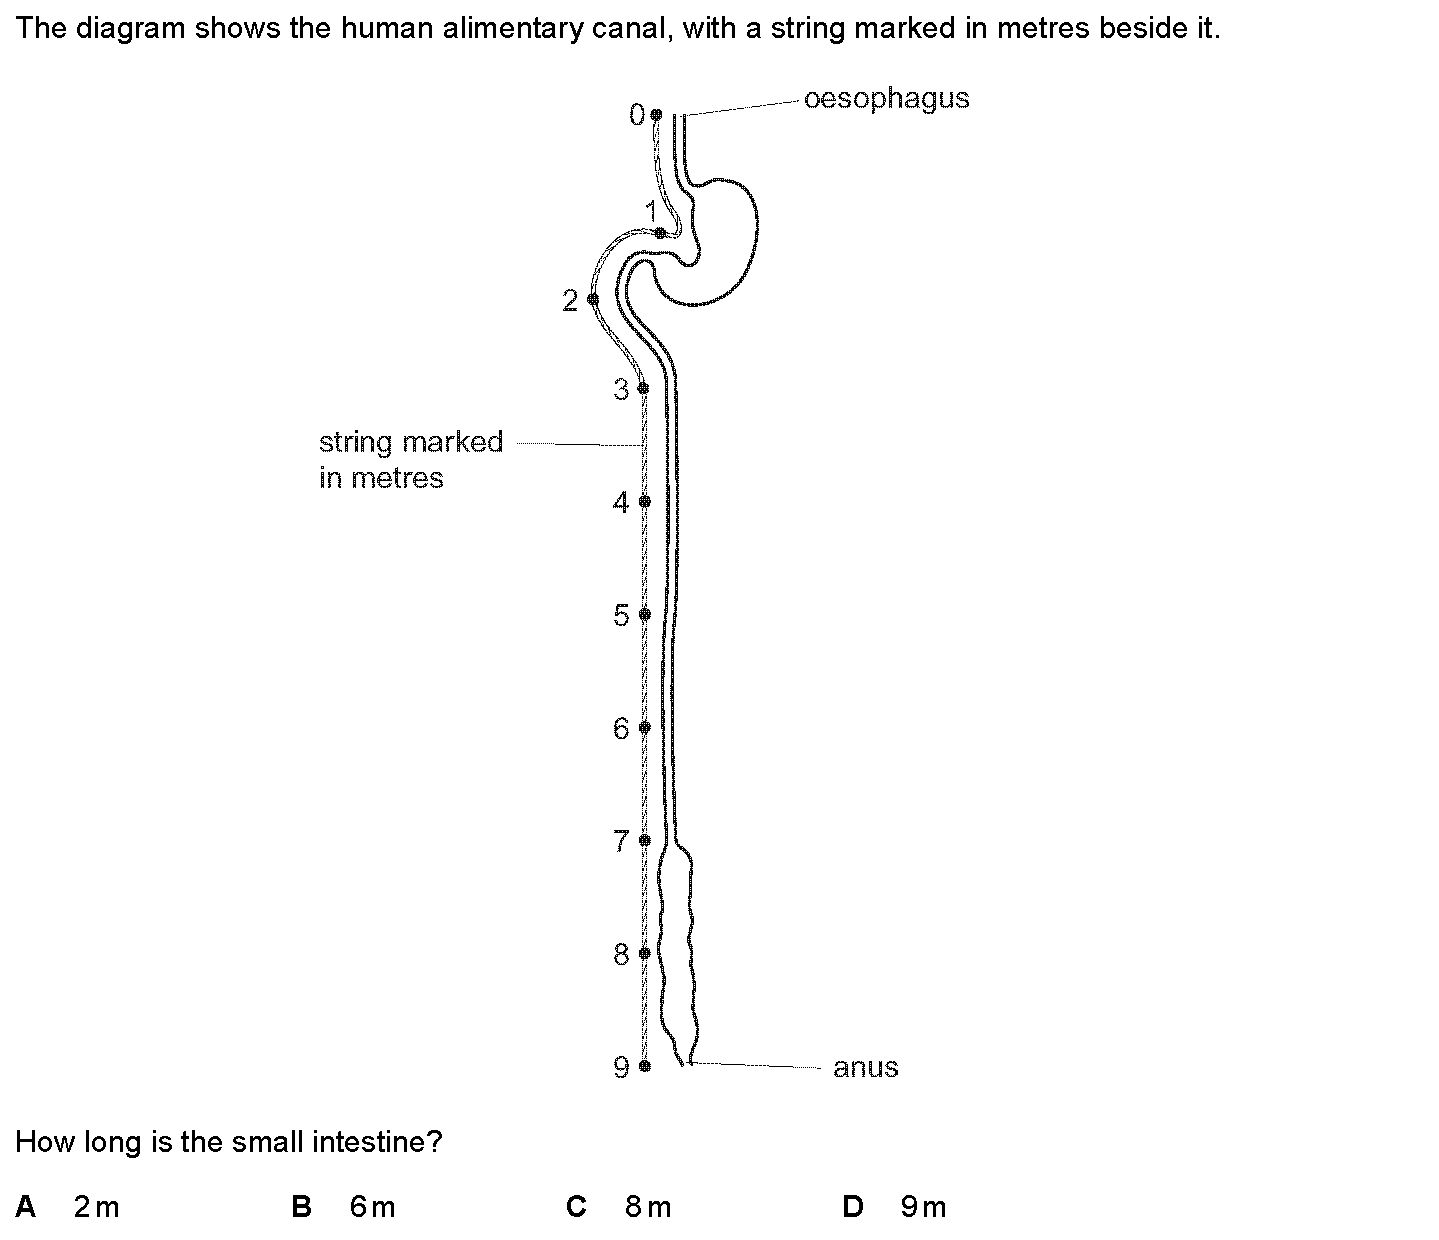 The diagram shows the human alimentary canal, with a string marked in metres beside it.
oesophagus
0
1
2
3
string marked
in metres
4
5
6
7
8
9
anus
How long is the small intestine?
A 2 m B 6 m C 8 m D 9 m